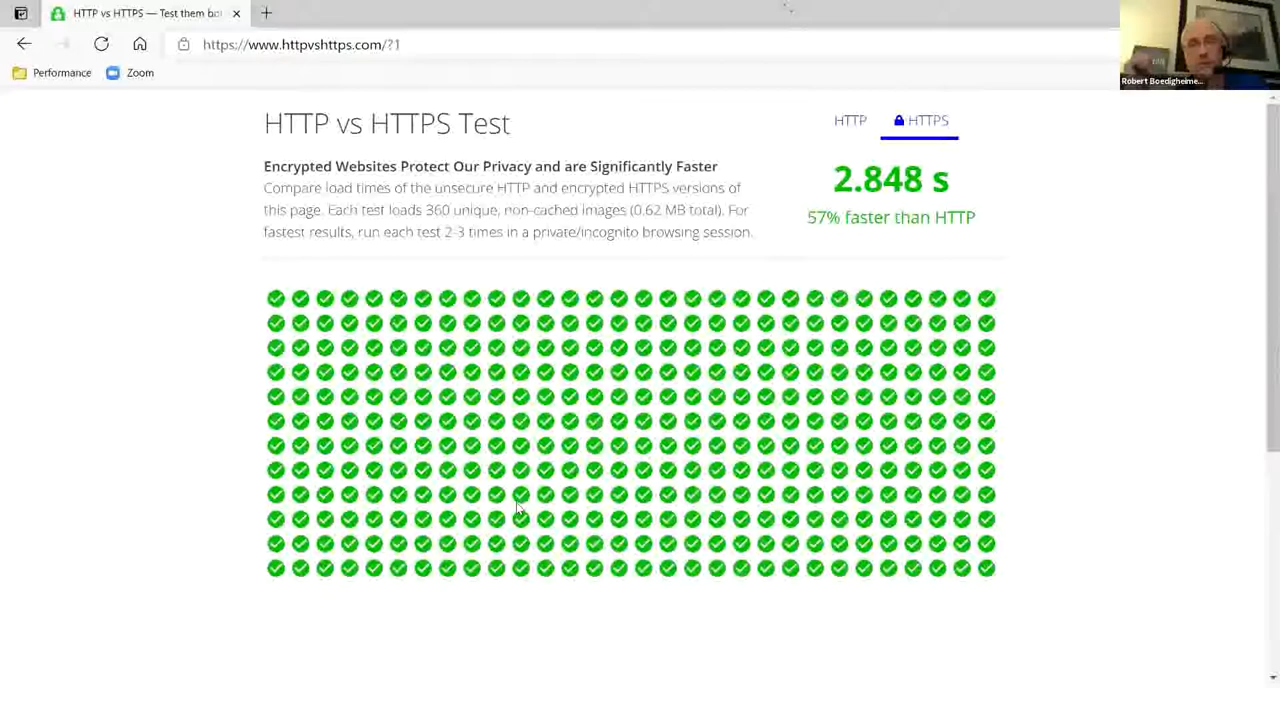 HTTP vs HTTPS — Test them bo
https://www.httpvshttps.com/?1
Performance
Zoom
Robert Boedigheime...
HTTP vs HTTPS Test
HTTP
HTTPS
Encrypted Websites Protect Our Privacy and are Significantly Faster
Compare load times of the unsecure HTTP and encrypted HTTPS versions of
this page. Each test loads 360 unique, non-cached images (0.62 MB total). For
fastest results, run each test 2-3 times in a private/incognito browsing session.
2.848 s
57% faster than HTTP